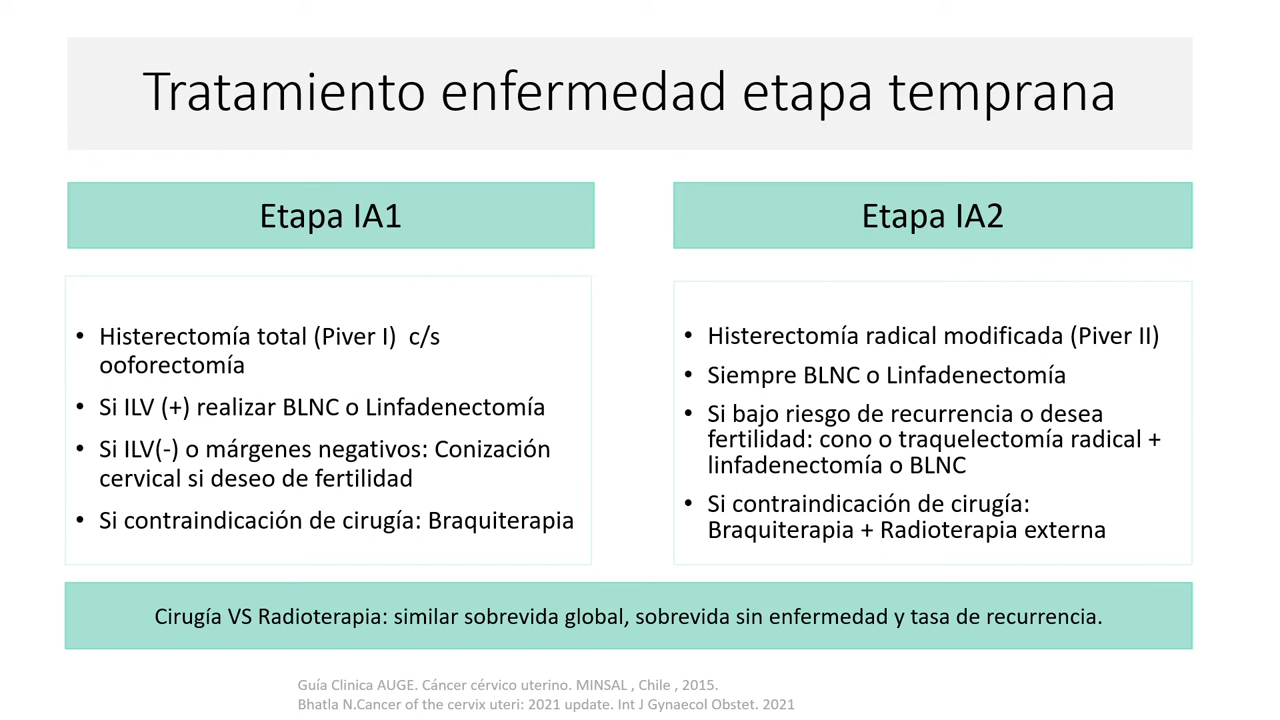 Tratamiento enfermedad etapa temprana
Etapa IA1
• Histerectomía total (Piver I) c/s
ooforectomía
• Si ILV (+) realizar BLNC o Linfadenectomía
• Si ILV(-) o márgenes negativos: Conización
cervical si deseo de fertilidad
• Si contraindicación de cirugía: Braquiterapia
Etapa IA2
• Histerectomía radical modificada (Piver II)
• Siempre BLNC o Linfadenectomía
• Si bajo riesgo de recurrencia o desea
fertilidad: cono o traquelectomía radical +
linfadenectomía o BLNC
• Si contraindicación de cirugía:
Braquiterapia + Radioterapia externa
Cirugía VS Radioterapia: similar sobrevida global, sobrevida sin enfermedad y tasa de recurrencia.
Guía Clinica AUGE. Cáncer cérvico uterino. MINSAL , Chile , 2015.
Bhatla N.Cancer of the cervix uteri: 2021 update. Int J Gynaecol Obstet. 2021